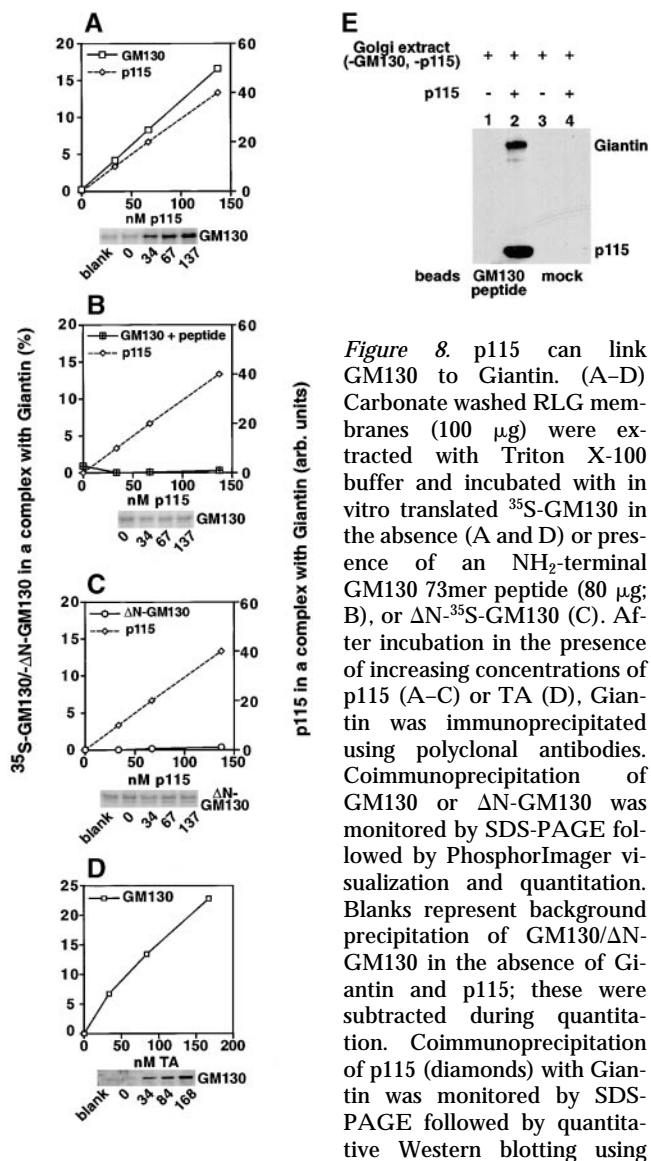 A
20
15
10
5
0
GM130
p115
60
40
20
0
0 50 100 150
nM p115
GM130
blank 0 34 67 137
B
20
15
10
5
0
GM130 + peptide
p115
60
40
20
0
0 50 100 150
nM p115
GM130
0 34 67 137
C
20
15
10
5
0
ΔN-GM130
p115
60
40
20
0
0 50 100 150
nM p115
ΔN-
GM130
blank 0 34 67 137
D
25
20
15
10
5
0
GM130
0 50 100 150 200
nM TA
GM130
blank 0 34 84 168
³⁵S-GM130/-ΔN-GM130 in a complex with Giantin (%)
p115 in a complex with Giantin (arb. units)
E
Golgi extract + + + +
(-GM130, -p115)
p115 - + - +
1 2 3 4
Giantin
p115
beads GM130 mock
peptide
Figure 8. p115 can link
GM130 to Giantin. (A–D)
Carbonate washed RLG mem-
branes (100 μg) were ex-
tracted with Triton X-100
buffer and incubated with in
vitro translated ³⁵S-GM130 in
the absence (A and D) or pres-
ence of an NH₂-terminal
GM130 73mer peptide (80 μg;
B), or ΔN-³⁵S-GM130 (C). Af-
ter incubation in the presence
of increasing concentrations of
p115 (A–C) or TA (D), Gian-
tin was immunoprecipitated
using polyclonal antibodies.
Coimmunoprecipitation of
GM130 or ΔN-GM130 was
monitored by SDS-PAGE fol-
lowed by PhosphorImager vi-
sualization and quantitation.
Blanks represent background
precipitation of GM130/ΔN-
GM130 in the absence of Gi-
antin and p115; these were
subtracted during quantita-
tion. Coimmunoprecipitation
of p115 (diamonds) with Gian-
tin was monitored by SDS-
PAGE followed by quantita-
tive Western blotting using